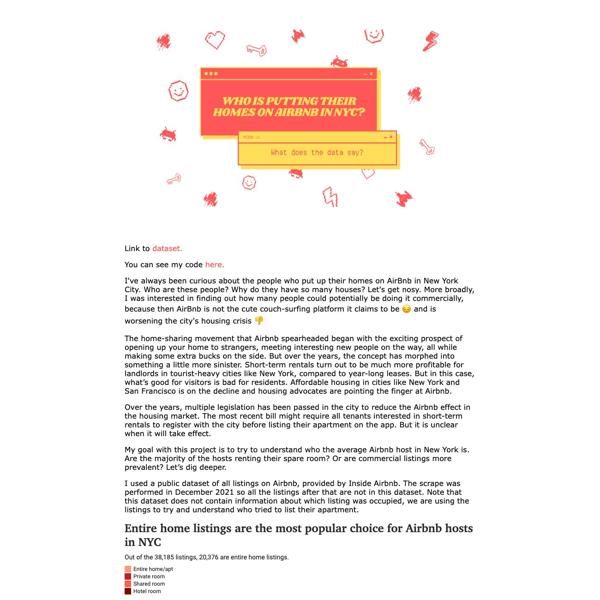 WHO IS PUTTING THEIR
HOMES ON AIRBNB IN NYC?
What does the data say?
Link to dataset.
You can see my code here.
I've always been curious about the people who put up their homes on AirBnb in New York
City. Who are these people? Why do they have so many houses? Let's get nosy. More broadly,
I was interested in finding out how many people could potentially be doing it commercially,
because then AirBnb is not the cute couch-surfing platform it claims to be 😔 and is
worsening the city's housing crisis 👎
The home-sharing movement that Airbnb spearheaded began with the exciting prospect of
opening up your home to strangers, meeting interesting new people on the way, all while
making some extra bucks on the side. But over the years, the concept has morphed into
something a little more sinister. Short-term rentals turn out to be much more profitable for
landlords in tourist-heavy cities like New York, compared to year-long leases. But in this case,
what's good for visitors is bad for residents. Affordable housing in cities like New York and
San Francisco is on the decline and housing advocates are pointing the finger at Airbnb.
Over the years, multiple legislation has been passed in the city to reduce the Airbnb effect in
the housing market. The most recent bill might require all tenants interested in short-term
rentals to register with the city before listing their apartment on the app. But it is unclear
when it will take effect.
My goal with this project is to try to understand who the average Airbnb host in New York is.
Are the majority of the hosts renting their spare room? Or are commercial listings more
prevalent? Let's dig deeper.
I used a public dataset of all listings on Airbnb, provided by Inside Airbnb. The scrape was
performed in December 2021 so all the listings after that are not in this dataset. Note that
this dataset does not contain information about which listing was occupied, we are using the
listings to try and understand who tried to list their apartment.
Entire home listings are the most popular choice for Airbnb hosts
in NYC
Out of the 38,185 listings, 20,376 are entire home listings.
Entire home/apt
Private room
Shared room
Hotel room